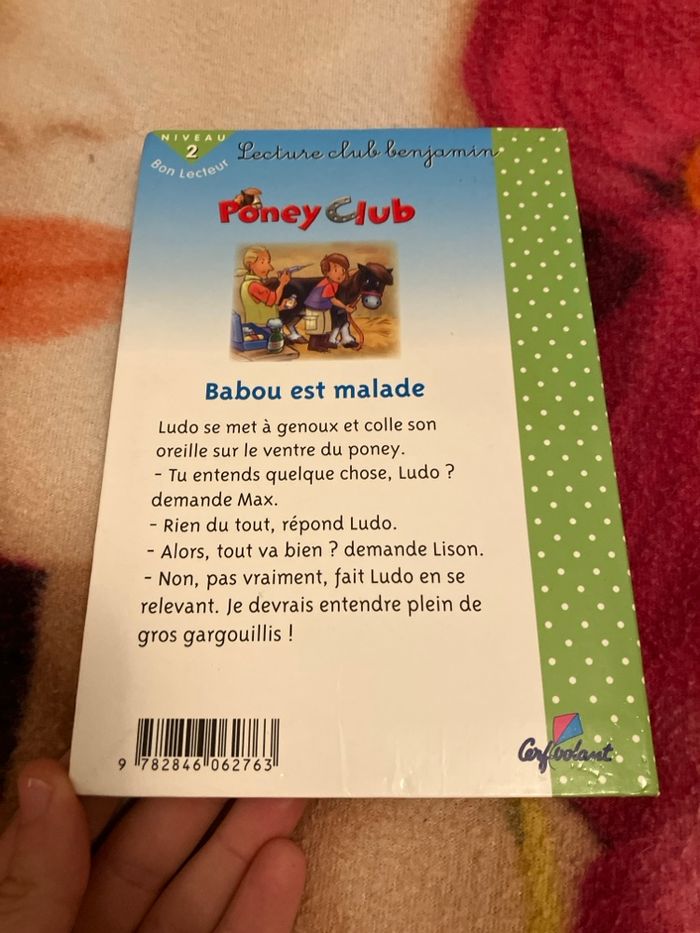 NIVEAU
2
Bon Lecteur
Lecture club benjamin
Poney Club
Babou est malade
Ludo se met à genoux et colle son
oreille sur le ventre du poney.
- Tu entends quelque chose, Ludo ?
demande Max.
- Rien du tout, répond Ludo.
- Alors, tout va bien ? demande Lison.
- Non, pas vraiment, fait Ludo en se
relevant. Je devrais entendre plein de
gros gargouillis !
9 782846 062763
Cerf volant